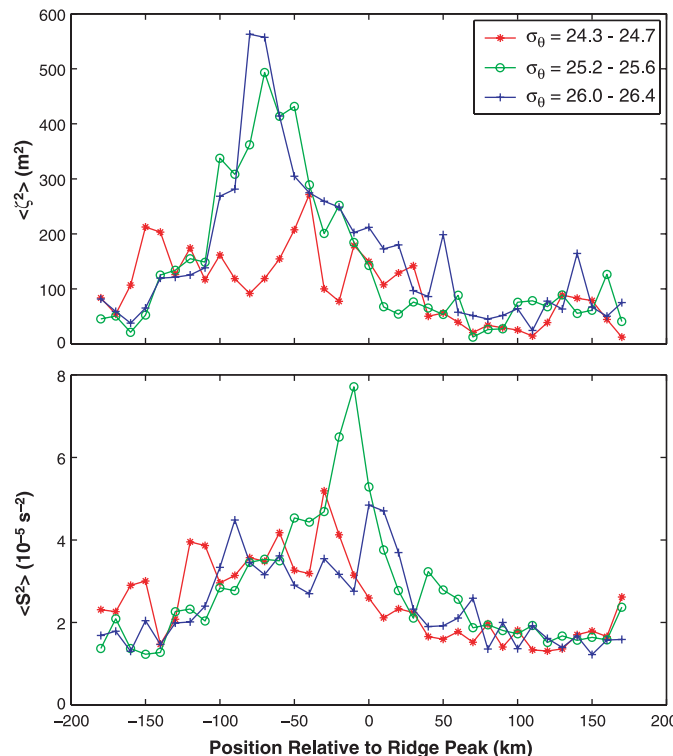 600
500
400
300
200
100
0
<ζ²> (m²)
σθ = 24.3 - 24.7
σθ = 25.2 - 25.6
σθ = 26.0 - 26.4
8
6
4
2
0
<S²> (10⁻⁵ s⁻²)
−200 −150 −100 −50 0 50 100 150 200
Position Relative to Ridge Peak (km)